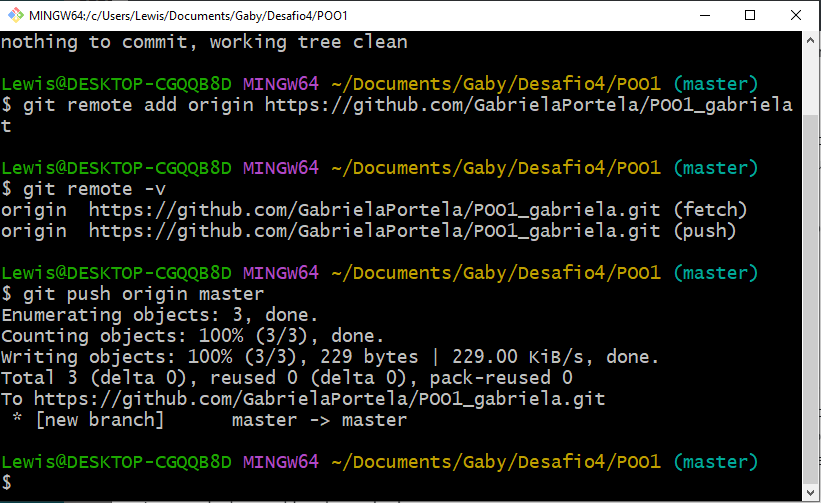 MINGW64:/c/Users/Lewis/Documents/Gaby/Desafio4/POO1
nothing to commit, working tree clean
Lewis@DESKTOP-CGQQB8D MINGW64 ~/Documents/Gaby/Desafio4/POO1 (master)
$ git remote add origin https://github.com/GabrielaPortela/POO1_gabriela
t
Lewis@DESKTOP-CGQQB8D MINGW64 ~/Documents/Gaby/Desafio4/POO1 (master)
$ git remote -v
origin  https://github.com/GabrielaPortela/POO1_gabriela.git (fetch)
origin  https://github.com/GabrielaPortela/POO1_gabriela.git (push)
Lewis@DESKTOP-CGQQB8D MINGW64 ~/Documents/Gaby/Desafio4/POO1 (master)
$ git push origin master
Enumerating objects: 3, done.
Counting objects: 100% (3/3), done.
Writing objects: 100% (3/3), 229 bytes | 229.00 KiB/s, done.
Total 3 (delta 0), reused 0 (delta 0), pack-reused 0
To https://github.com/GabrielaPortela/POO1_gabriela.git
 * [new branch]      master -> master
Lewis@DESKTOP-CGQQB8D MINGW64 ~/Documents/Gaby/Desafio4/POO1 (master)
$